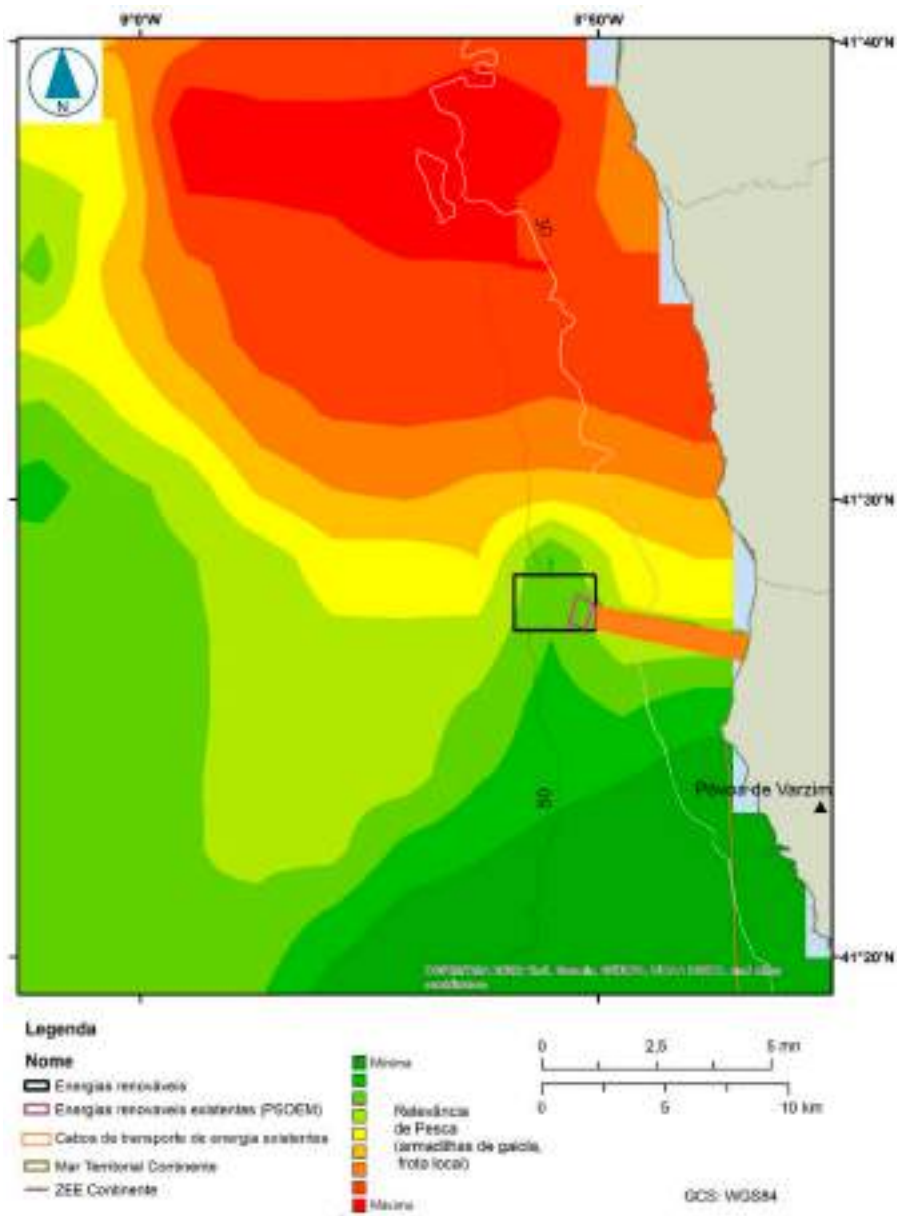 9°0'W 8°50'W
41°40'N
N
50
41°30'N
50
Póvoa de Varzim
41°20'N
Legenda
Nome
Energias renováveis
Energias renováveis existentes (PSOEM)
Cabos de transporte de energia existentes
Mar Territorial Continente
ZEE Continente
Mínima
Relevância
de Pesca
(armadilhas de gaiola,
frota local)
Máxima
0 2,5 5 mn
0 5 10 km
GCS: WGS84